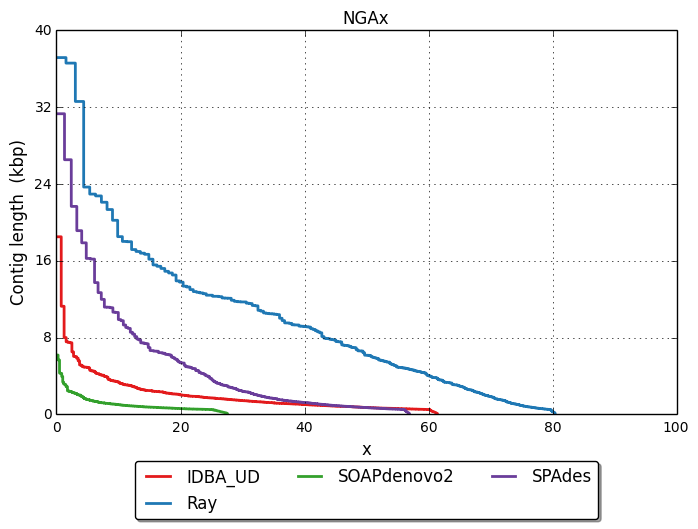 NGAx
40
32
24
16
8
0
Contig length (kbp)
0 20 40 60 80 100
x
IDBA_UD SOAPdenovo2 SPAdes
Ray